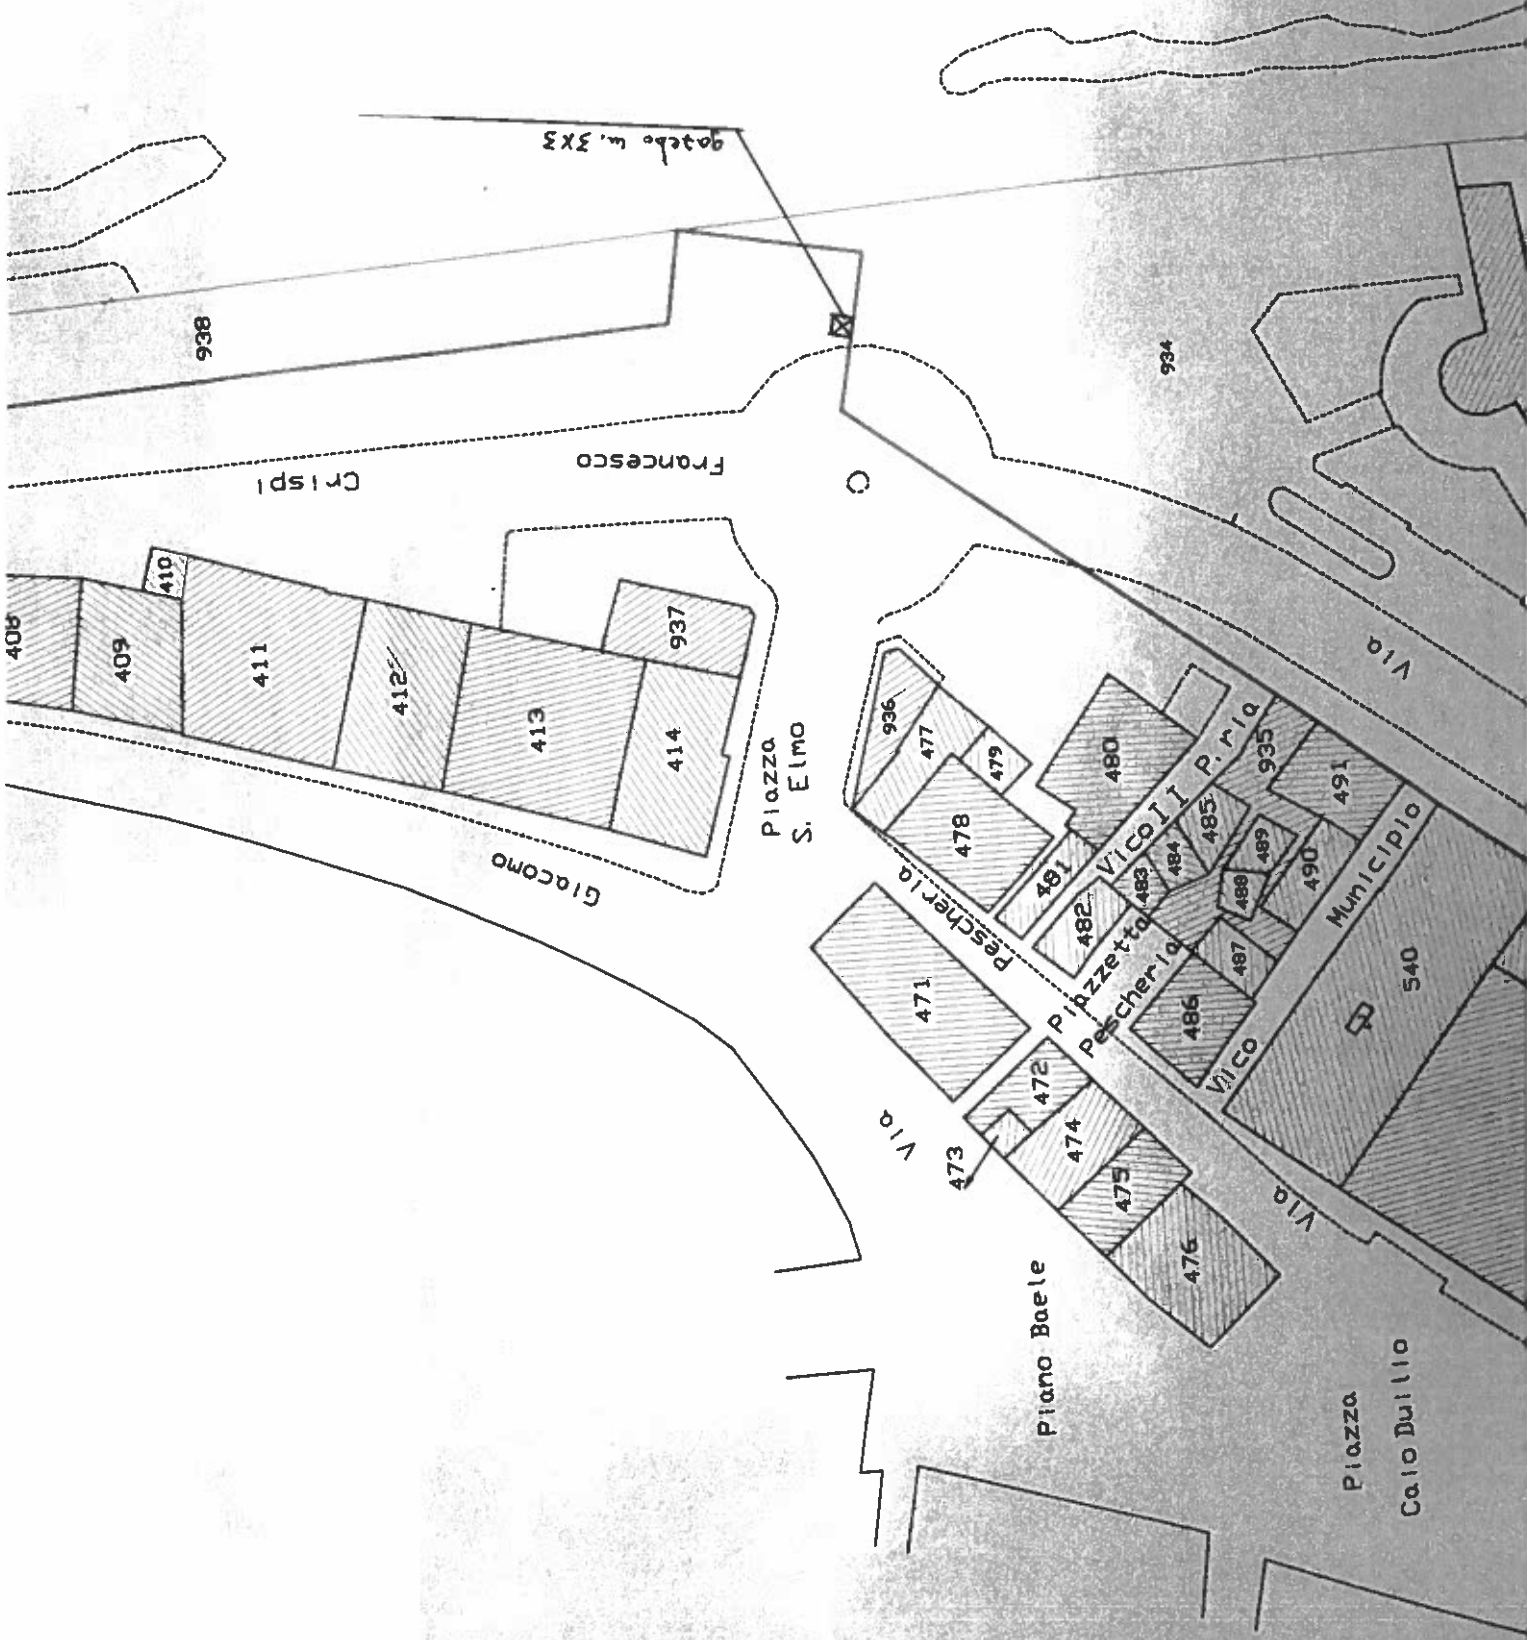 gazebo m. 3x3
938
934
Francesco
Crispi
410
408
409
411
412
413
414
937
Piazza
S. Elmo
Giacomo
936
477
479
478
480
481
Vico II P.ria
935
Via
491
485
484
483
482
489
488
490
487
486
Piazzetta
Pescheria
Vico
Municipio
540
Pescheria
Via
471
472
473
474
475
476
Via
Piano Baele
Piazza
Caio Duilio